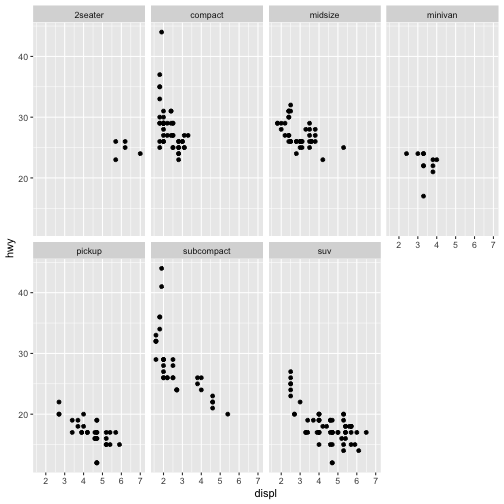 2seater compact midsize minivan
40
30
20
2 3 4 5 6 7
hwy
pickup subcompact suv
40
30
20
2 3 4 5 6 7 2 3 4 5 6 7 2 3 4 5 6 7
displ